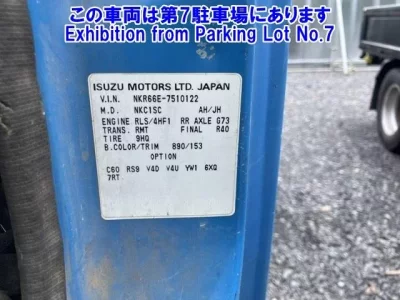 この車両は第7駐車場にあります
Exhibition from Parking Lot No.7
ISUZU MOTORS LTD. JAPAN
V.I.N. NKR66E-7510122
M.D. NKC1SC AH/JH
ENGINE RLS/4HF1 RR AXLE G73
TRANS. RMT FINAL R40
TIRE 9HQ
B.COLOR/TRIM 890/153
OPTION
C60 RS9 V4D V4U YW1 6XQ
7RT